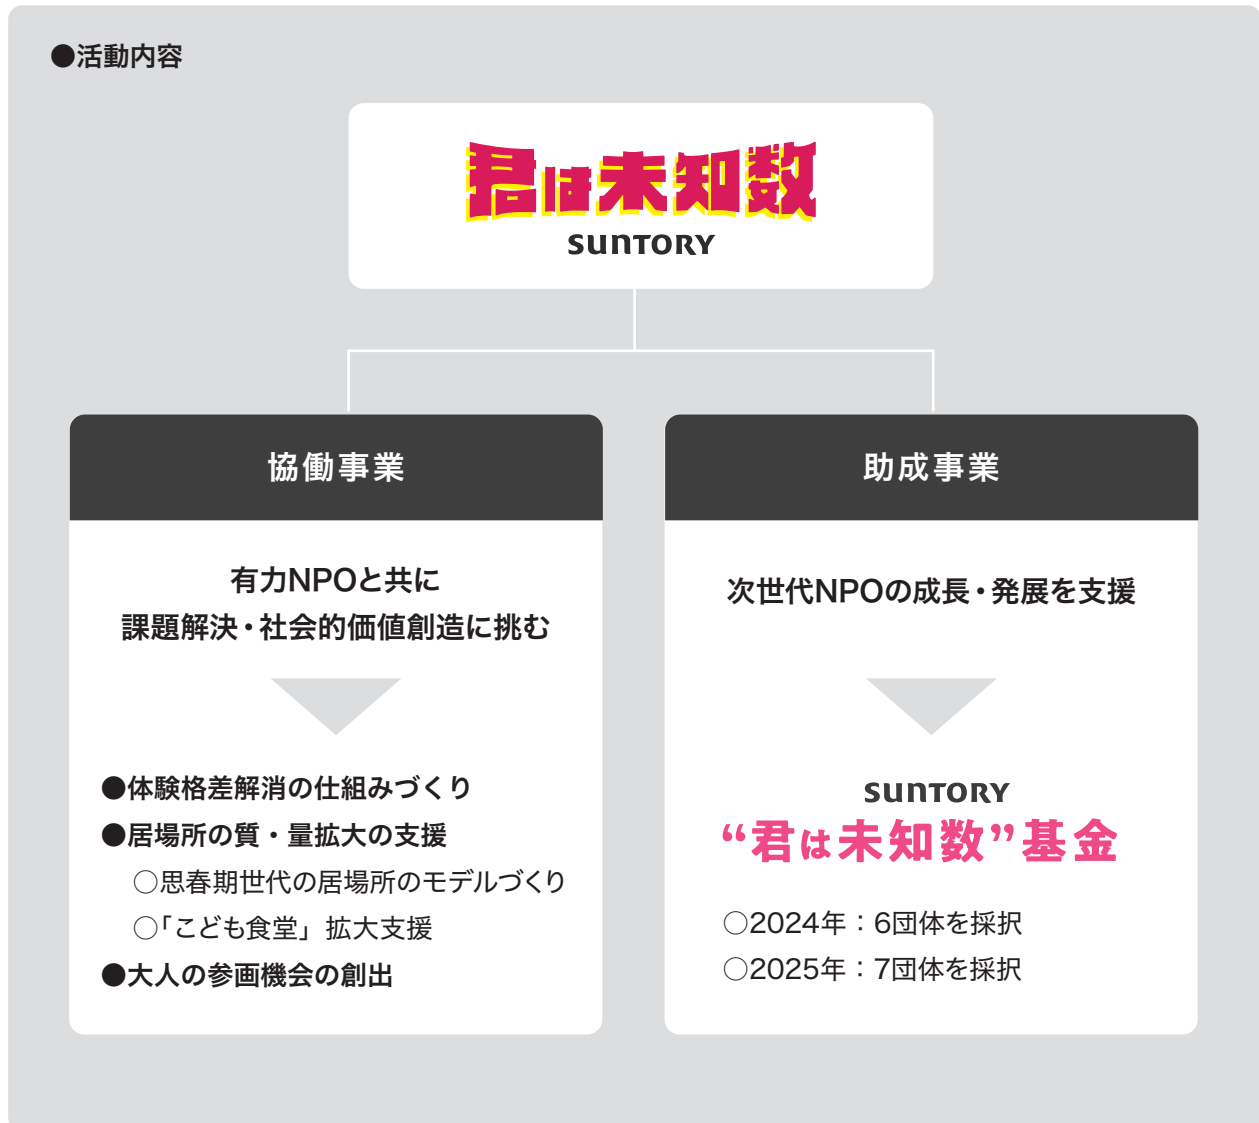 ●活動内容
君は未知数
SUNTORY
協働事業
有力NPOと共に
課題解決・社会的価値創造に挑む
●体験格差解消の仕組みづくり
●居場所の質・量拡大の支援
○思春期世代の居場所のモデルづくり
○「こども食堂」拡大支援
●大人の参画機会の創出
助成事業
次世代NPOの成長・発展を支援
SUNTORY
“君は未知数”基金
○2024年：6団体を採択
○2025年：7団体を採択